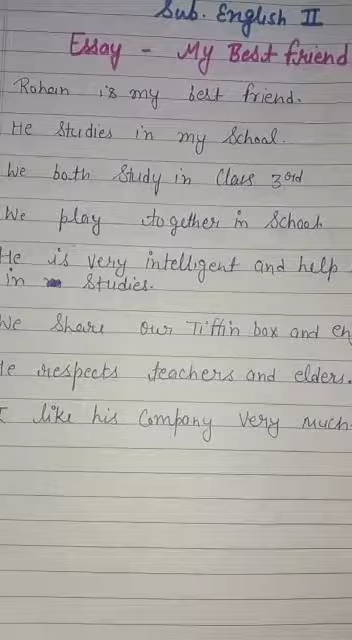 Sub. English II
Essay - My Best friend
Rohan is my best friend.
He Studies in my School.
We both Study in Class 3rd
We play together in School
He is very intelligent and help
in Studies.
We Share our Tiffin box and en
He respects teachers and elders.
I like his Company Very Much.